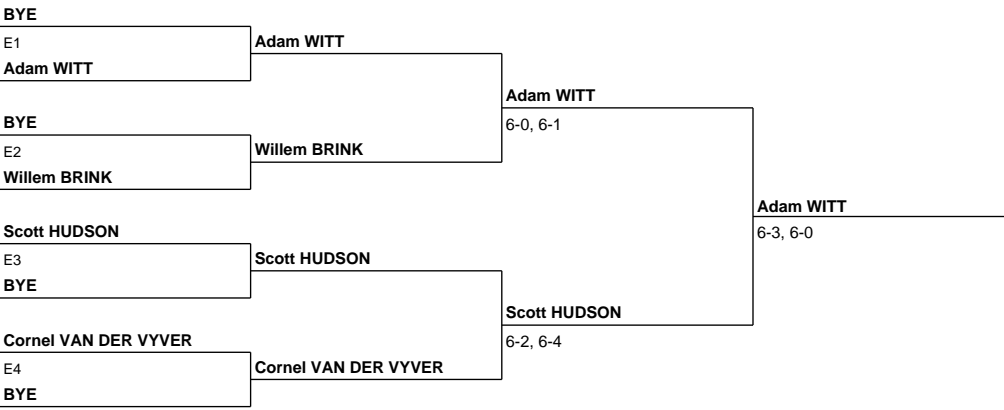 BYE
E1
Adam WITT
BYE
E2
Willem BRINK
Scott HUDSON
E3
BYE
Cornel VAN DER VYVER
E4
BYE
Adam WITT
Willem BRINK
Scott HUDSON
Cornel VAN DER VYVER
Adam WITT
6-0, 6-1
Scott HUDSON
6-2, 6-4
Adam WITT
6-3, 6-0